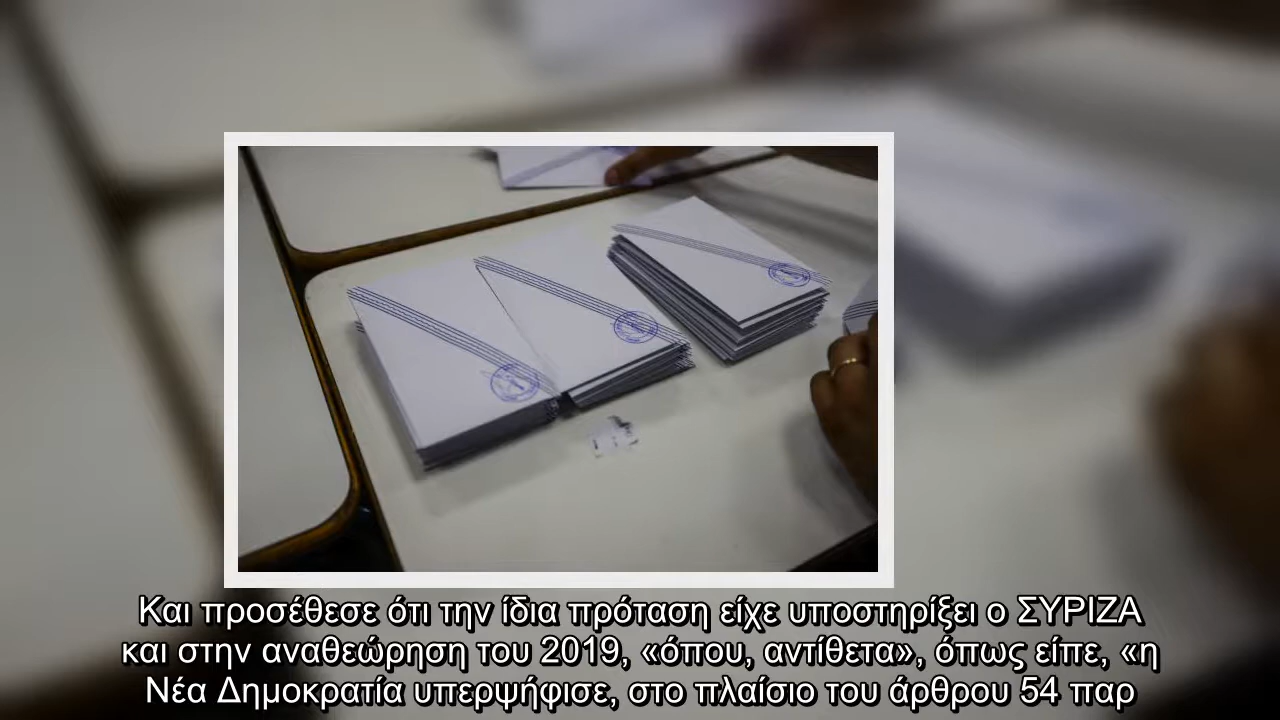 Και προσέθεσε ότι την ίδια πρόταση είχε υποστηρίξει ο ΣΥΡΙΖΑ
και στην αναθεώρηση του 2019, «όπου, αντίθετα», όπως είπε, «η
Νέα Δημοκρατία υπερψήφισε, στο πλαίσιο του άρθρου 54 παρ